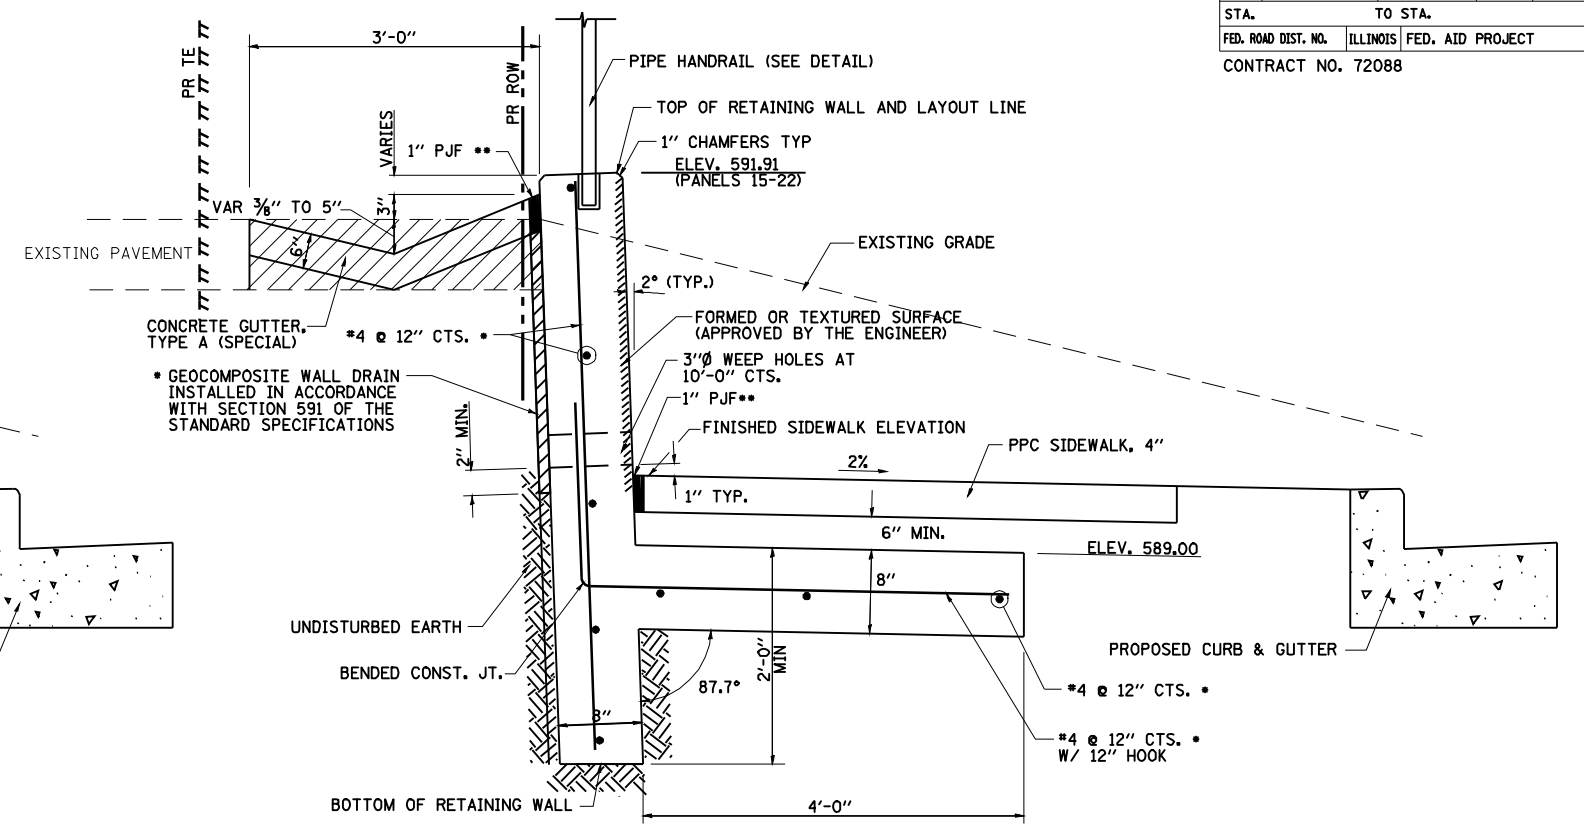 STA. TO STA.
FED. ROAD DIST. NO. ILLINOIS FED. AID PROJECT
CONTRACT NO. 72088
3'-0"
PR TE
PR ROW
PIPE HANDRAIL (SEE DETAIL)
TOP OF RETAINING WALL AND LAYOUT LINE
VARIES
1" PJF **
1" CHAMFERS TYP
ELEV. 591.91
(PANELS 15-22)
VAR 3/8" TO 5"
3"
EXISTING PAVEMENT
6"
EXISTING GRADE
2° (TYP.)
CONCRETE GUTTER,
TYPE A (SPECIAL)
#4 @ 12" CTS. *
FORMED OR TEXTURED SURFACE
(APPROVED BY THE ENGINEER)
3"Ø WEEP HOLES AT
10'-0" CTS.
* GEOCOMPOSITE WALL DRAIN
INSTALLED IN ACCORDANCE
WITH SECTION 591 OF THE
STANDARD SPECIFICATIONS
1" PJF**
2" MIN.
FINISHED SIDEWALK ELEVATION
2%
PPC SIDEWALK, 4"
1" TYP.
6" MIN.
ELEV. 589.00
8"
UNDISTURBED EARTH
BENDED CONST. JT.
2'-0"
MIN
87.7°
PROPOSED CURB & GUTTER
#4 @ 12" CTS. *
8"
#4 @ 12" CTS. *
W/ 12" HOOK
BOTTOM OF RETAINING WALL
4'-0"